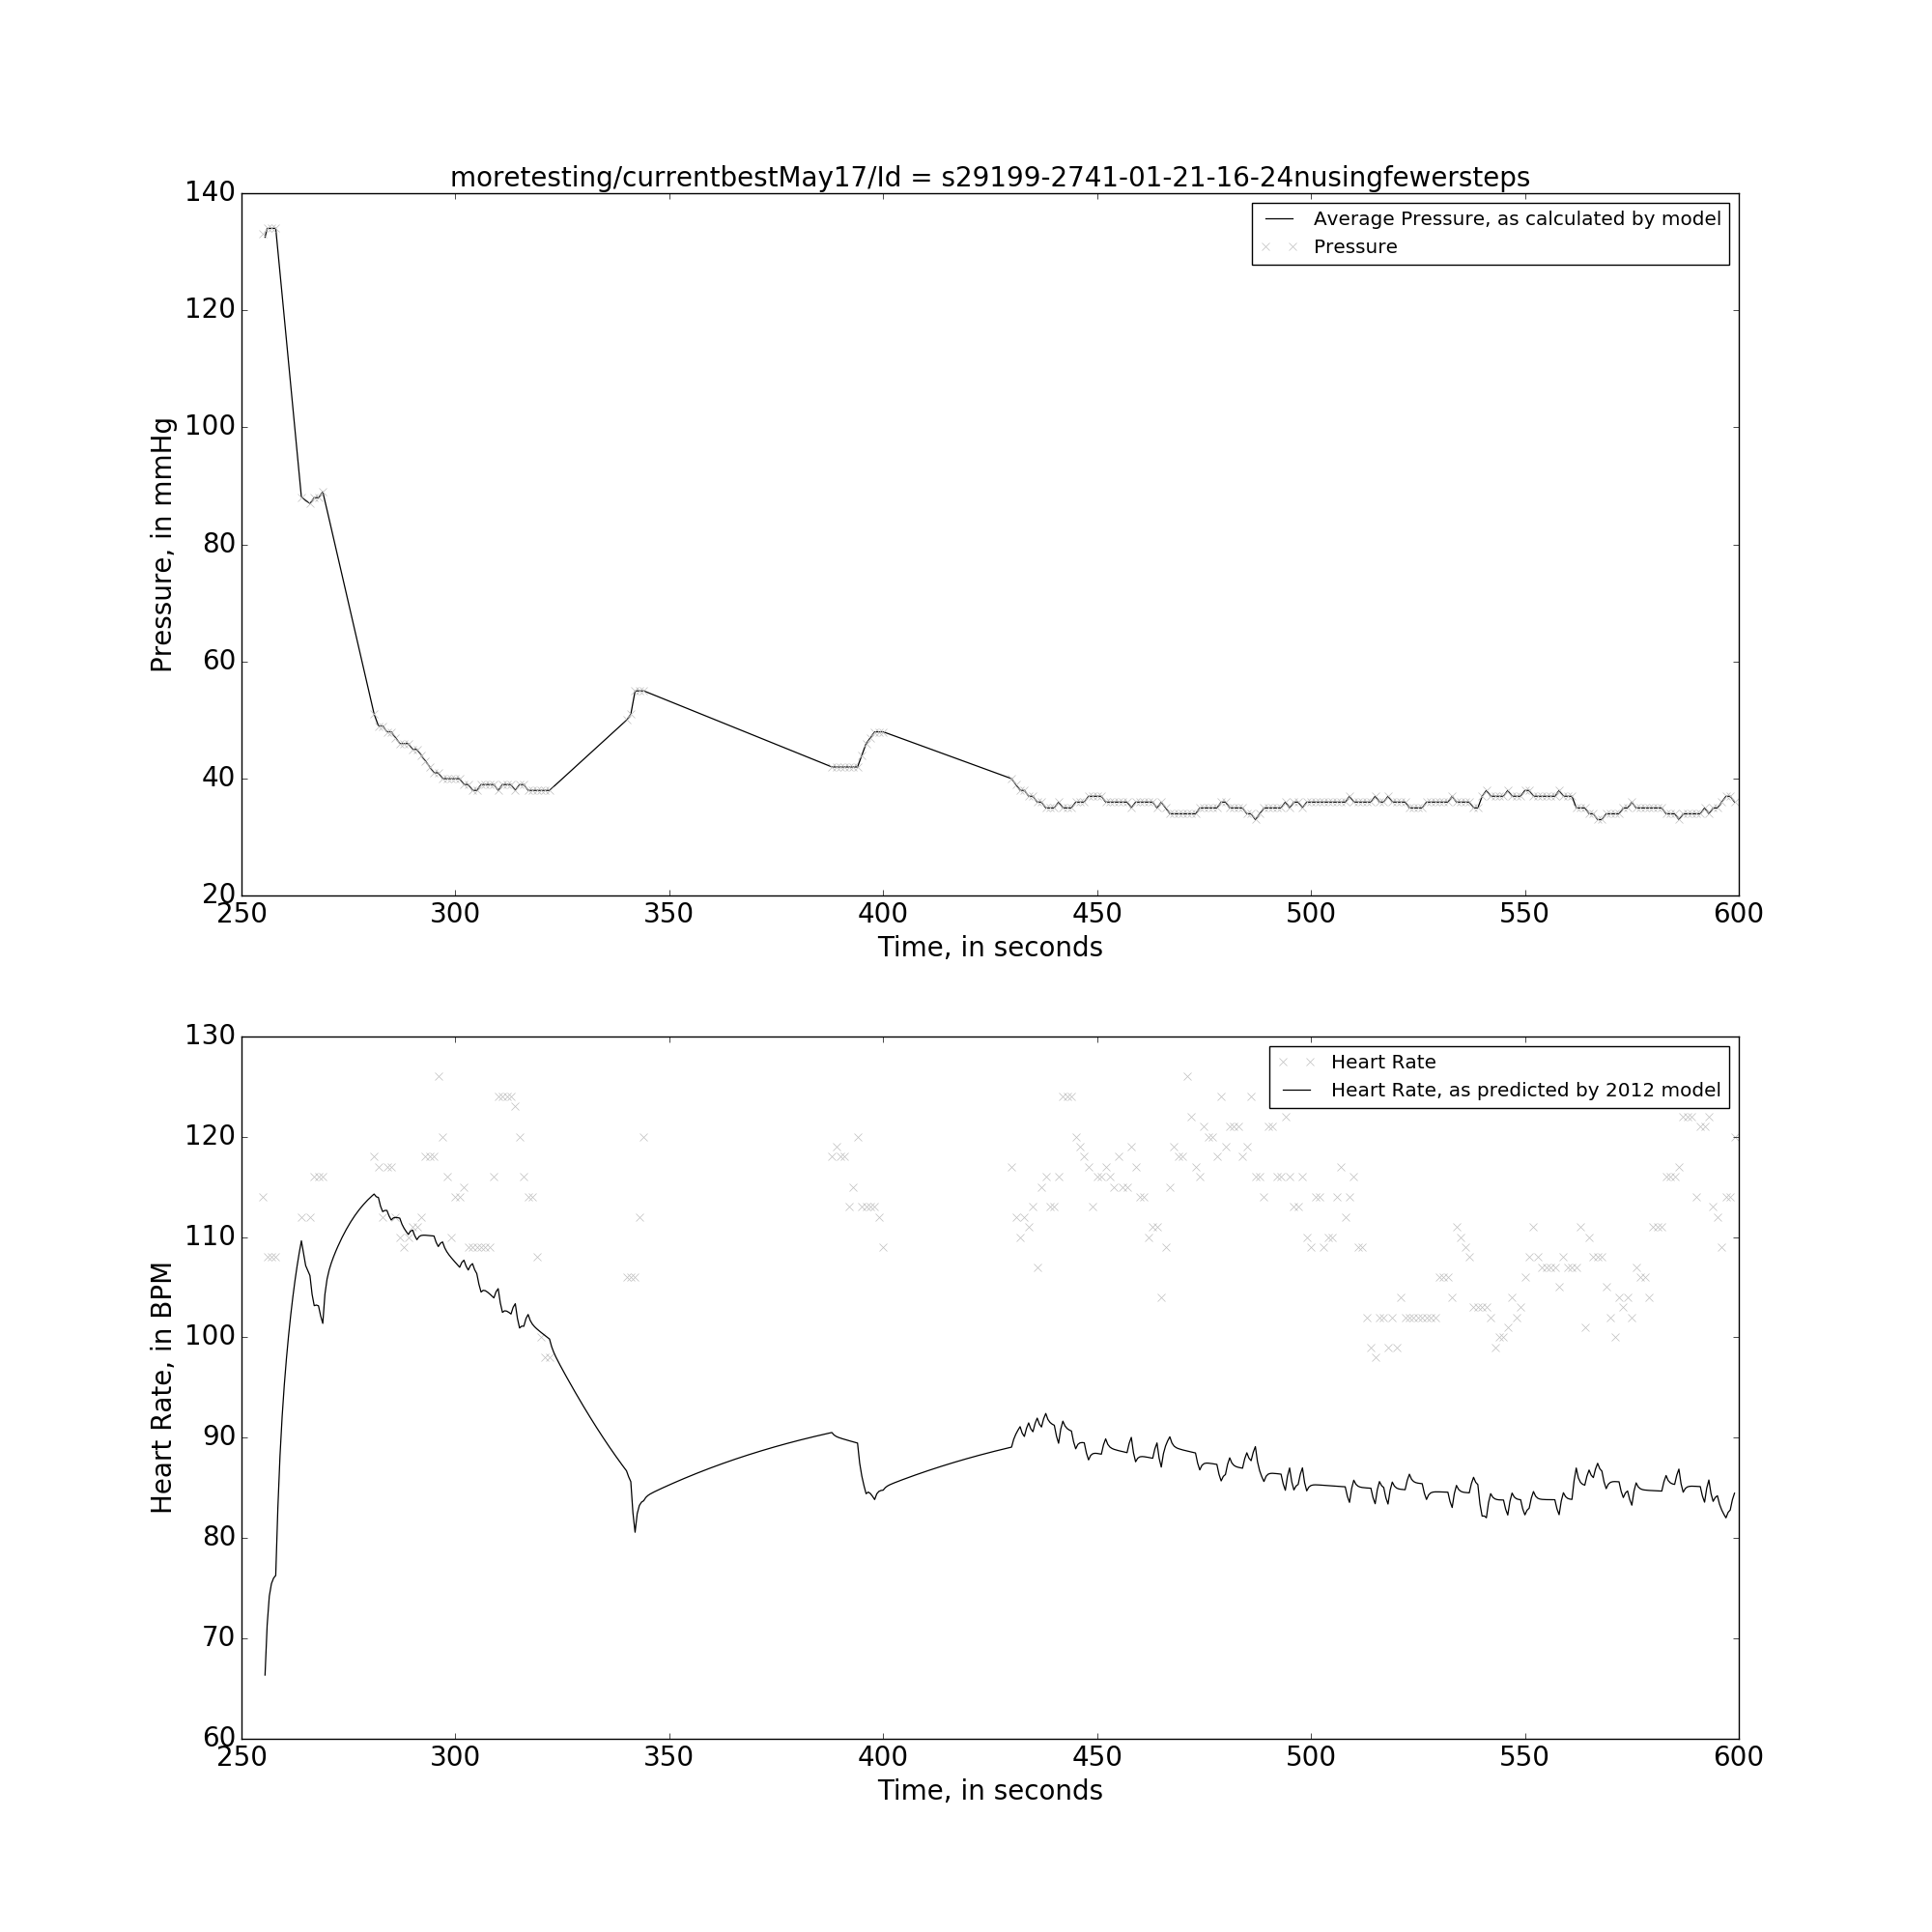 moretesting/currentbestMay17/Id = s29199-2741-01-21-16-24nusingfewersteps
140
120
100
80
60
40
20
Pressure, in mmHg
Average Pressure, as calculated by model
Pressure
250 300 350 400 450 500 550 600
Time, in seconds
130
120
110
100
90
80
70
60
Heart Rate, in BPM
Heart Rate
Heart Rate, as predicted by 2012 model
250 300 350 400 450 500 550 600
Time, in seconds